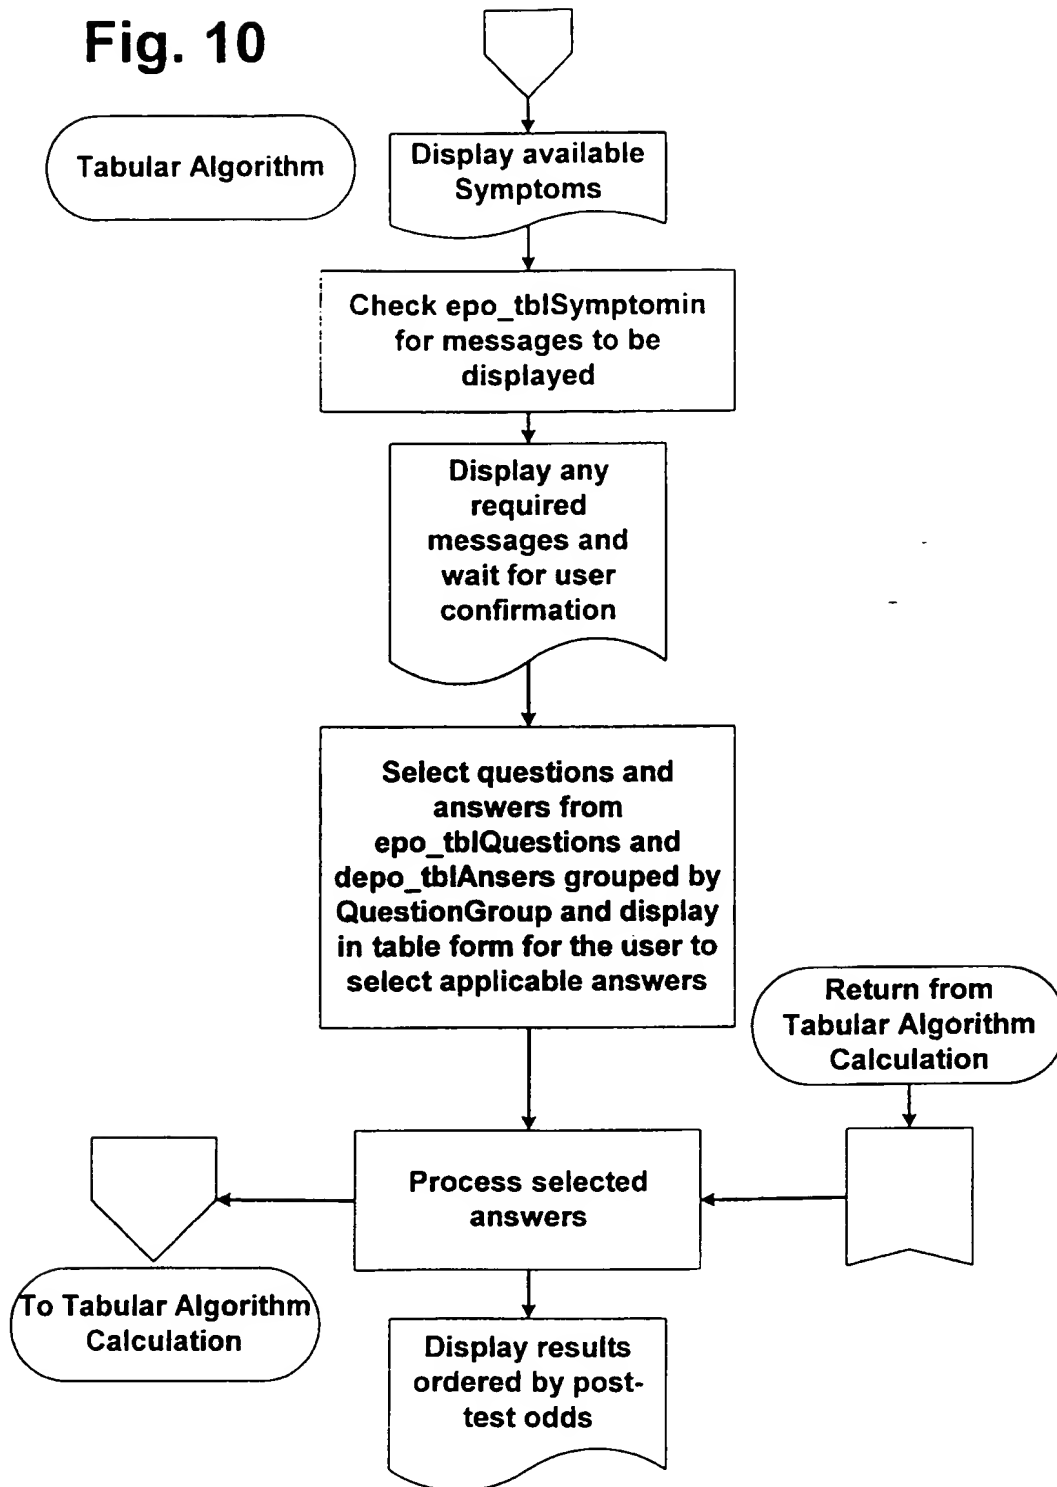 Fig. 10
Tabular Algorithm
Display available
Symptoms
Check epo_tblSymptomin
for messages to be
displayed
Display any
required
messages and
wait for user
confirmation
Select questions and
answers from
epo_tblQuestions and
depo_tblAnsers grouped by
QuestionGroup and display
in table form for the user to
select applicable answers
Return from
Tabular Algorithm
Calculation
Process selected
answers
To Tabular Algorithm
Calculation
Display results
ordered by post-
test odds